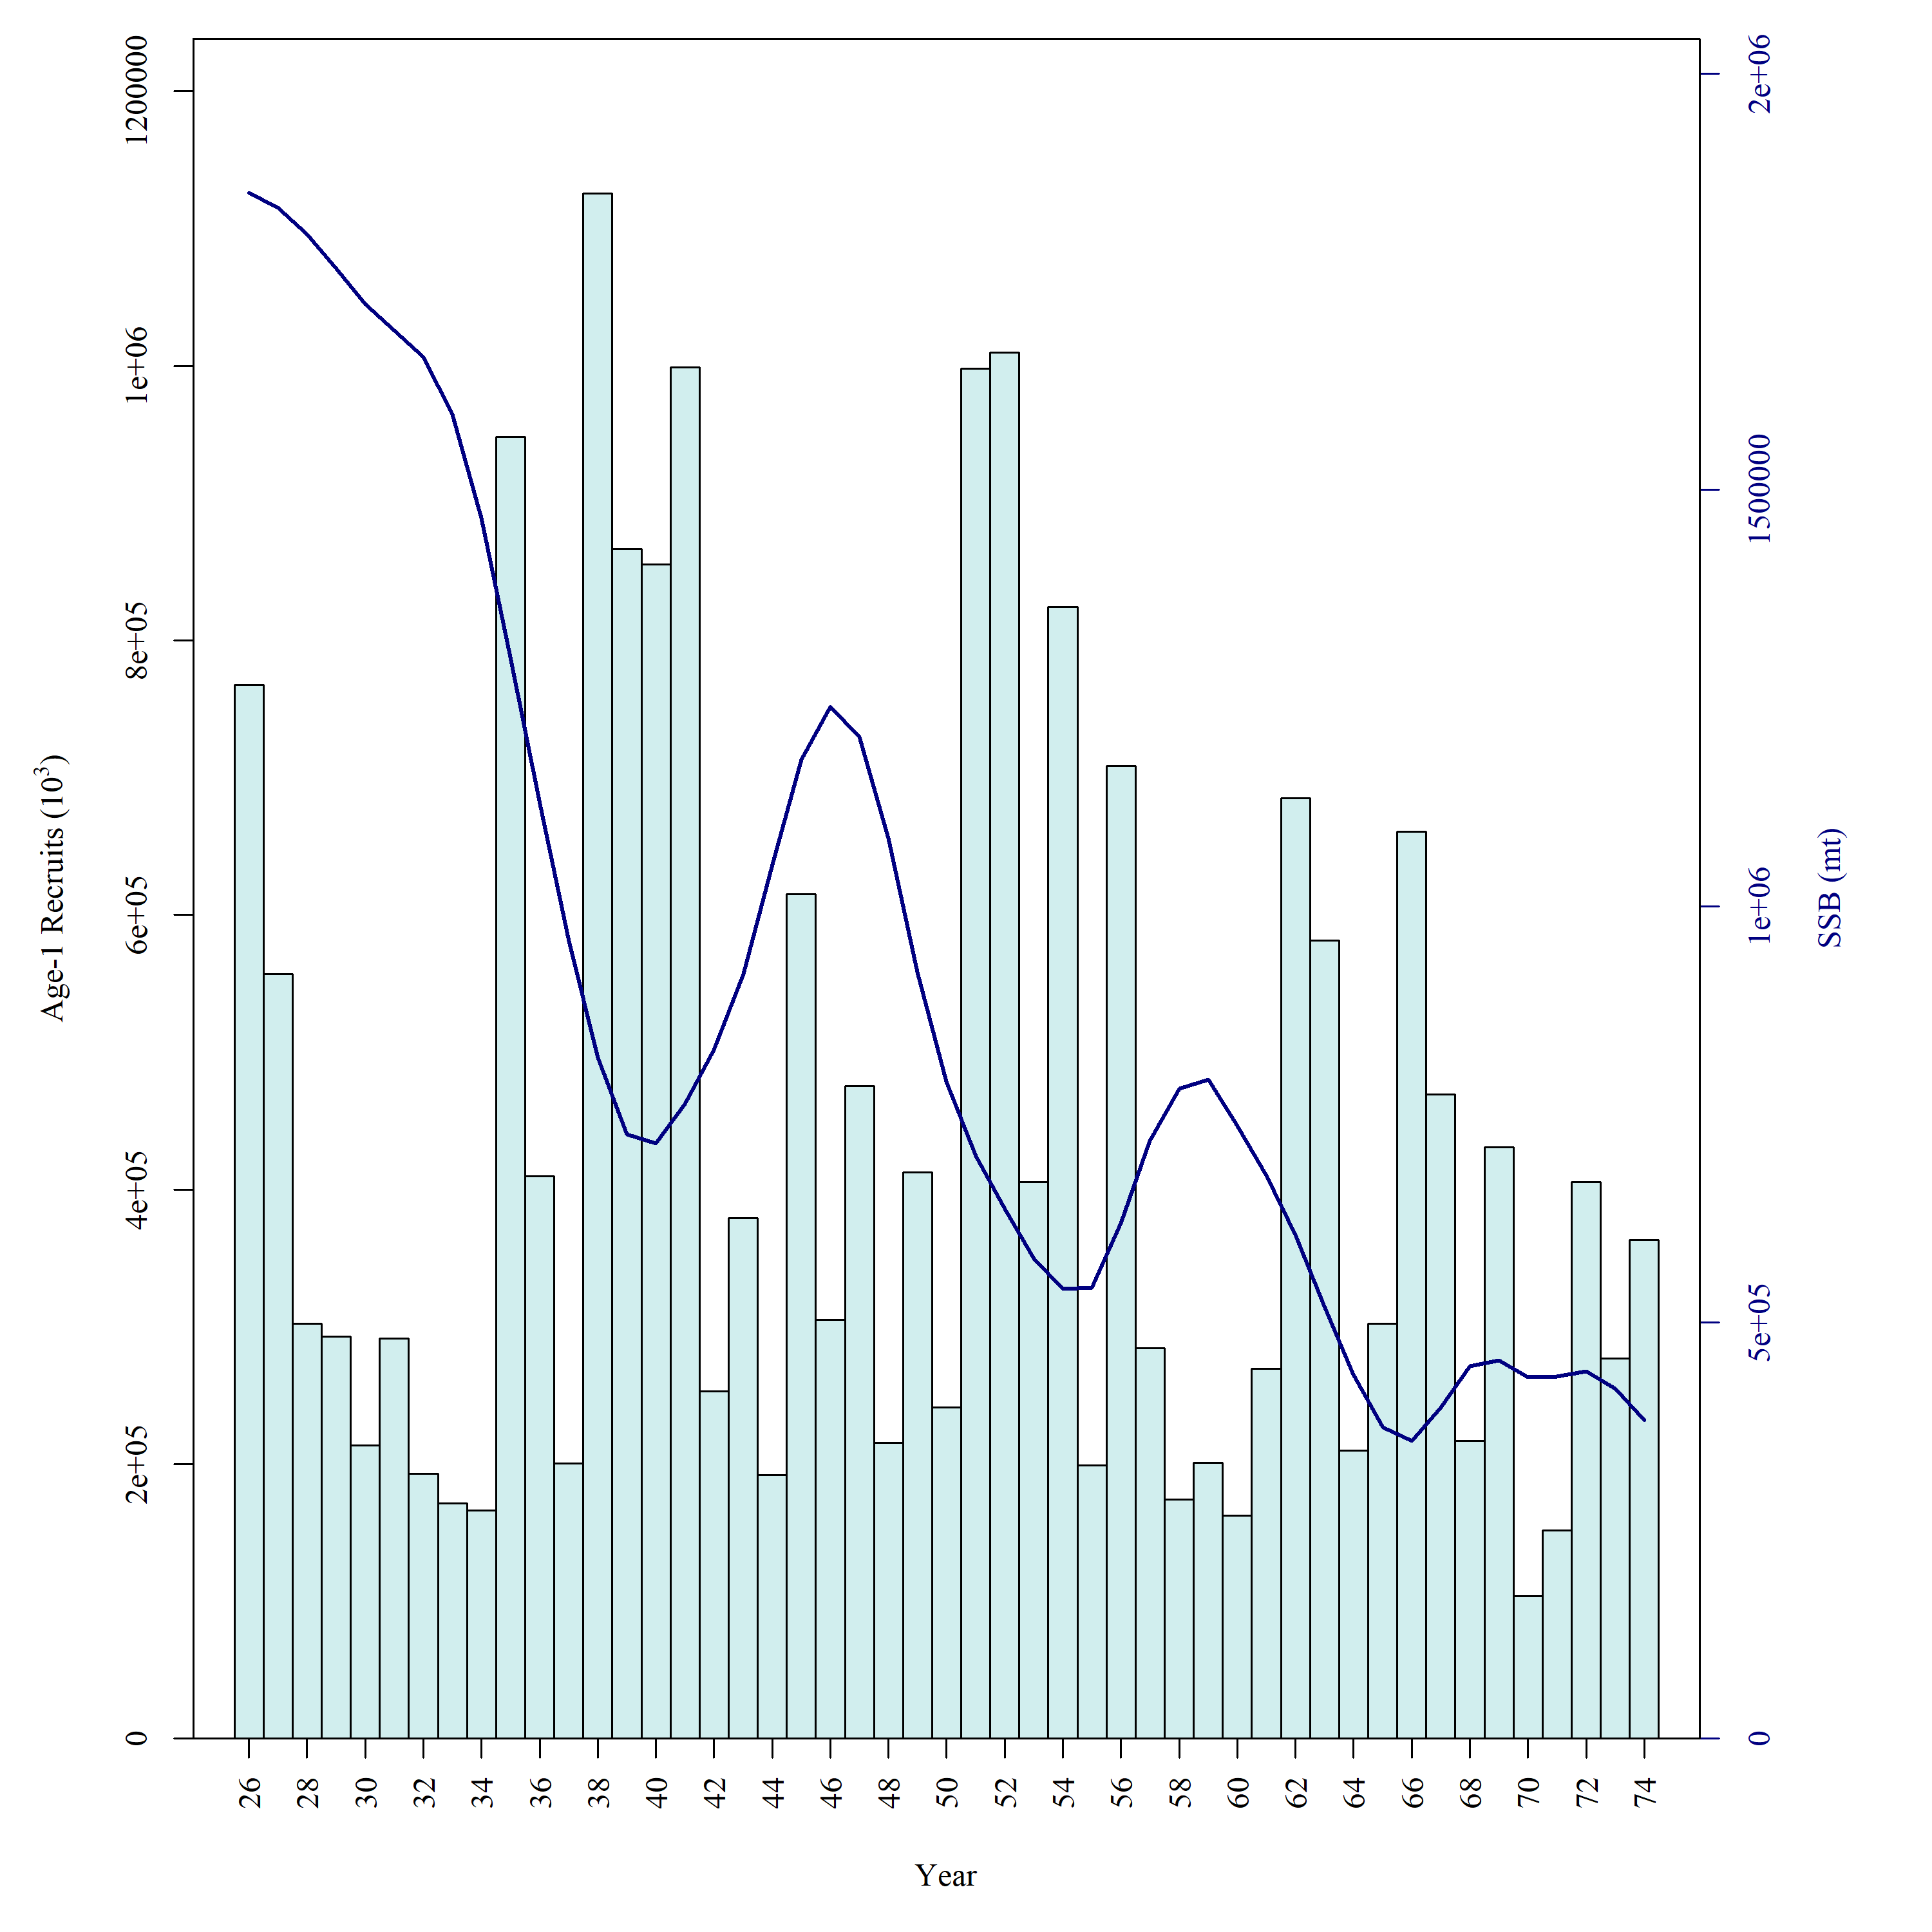 Age-1 Recruits (10³)
1200000
1e+06
8e+05
6e+05
4e+05
2e+05
0
26 28 30 32 34 36 38 40 42 44 46 48 50 52 54 56 58 60 62 64 66 68 70 72 74
Year
2e+06
1500000
1e+06
5e+05
0
SSB (mt)